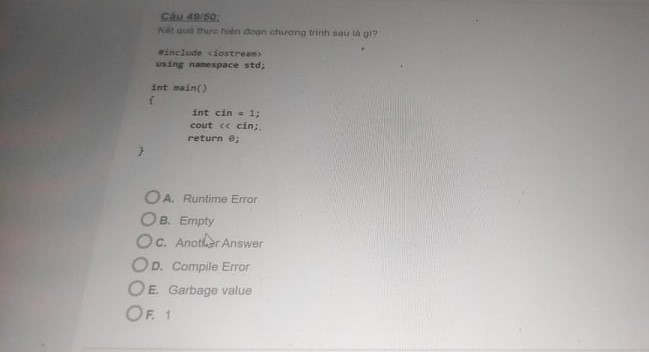 Câu 49/50:
Kết quả thực hiện đoạn chương trình sau là gì?
#include <iostream>
using namespace std;
int main()
{
int cin = 1;
cout << cin;
return 0;
}
A. Runtime Error
B. Empty
C. Another Answer
D. Compile Error
E. Garbage value
F. 1